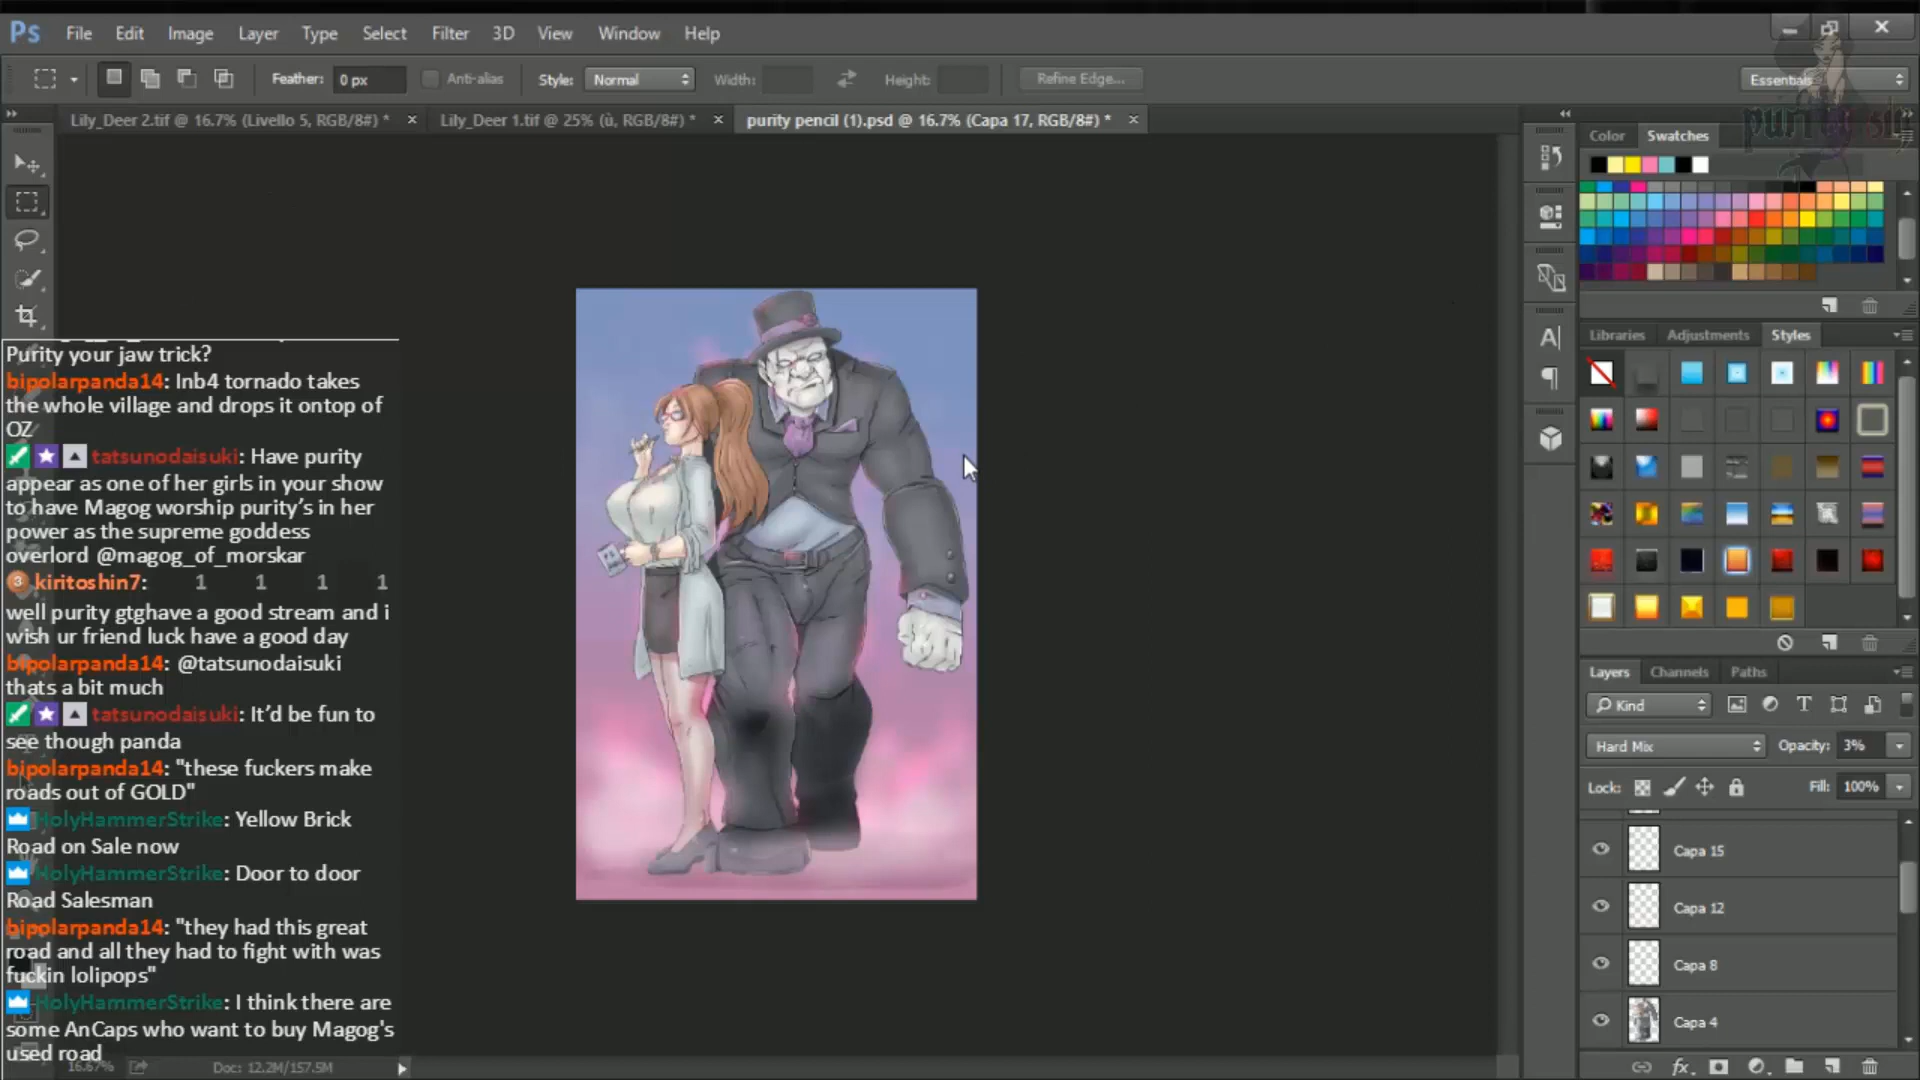 Ps File Edit Image Layer Type Select Filter 3D View Window Help
Feather: 0 px Anti-alias Style: Normal Width: Height: Refine Edge... Essentials
Lily_Deer 2.tif @ 16.7% (Livello 5, RGB/8#) * × Lily_Deer 1.tif @ 25% (ù, RGB/8#) * × purity pencil (1).psd @ 16.7% (Capa 17, RGB/8#) * ×
Color Swatches
Libraries Adjustments Styles
Purity your jaw trick?
bipolarpanda14: Inb4 tornado takes
the whole village and drops it ontop of
OZ
tatsunodaisuki: Have purity
appear as one of her girls in your show
to have Magog worship purity’s in her
power as the supreme goddess
overlord @magog_of_morskar
3 kiritoshin7: 1 1 1 1
well purity gtghave a good stream and i
wish ur friend luck have a good day
bipolarpanda14: @tatsunodaisuki
thats a bit much
tatsunodaisuki: It’d be fun to
see though panda
bipolarpanda14: "these fuckers make
roads out of GOLD"
HolyHammerStrike: Yellow Brick
Road on Sale now
HolyHammerStrike: Door to door
Road Salesman
bipolarpanda14: "they had this great
road and all they had to fight with was
fuckin lolipops"
HolyHammerStrike: I think there are
some AnCaps who want to buy Magog's
used road
Layers Channels Paths
Kind
Hard Mix Opacity: 3%
Lock: Fill: 100%
Capa 15
Capa 12
Capa 8
Capa 4
16.67% Doc: 12.2M/157.5M